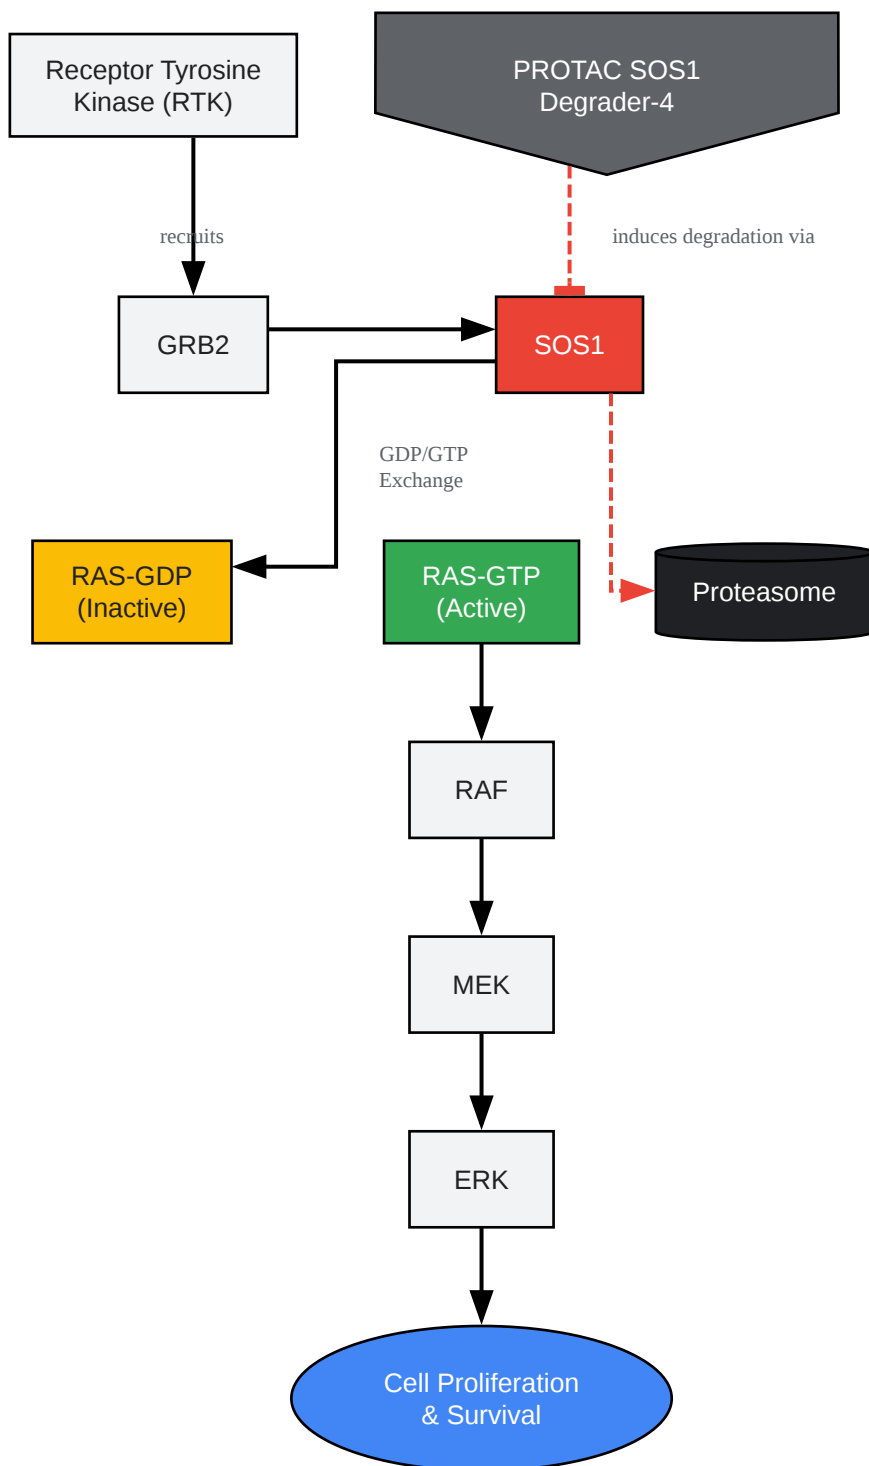 Receptor Tyrosine
Kinase (RTK)
PROTAC SOS1
Degrader-4
recruits
induces degradation via
GRB2
SOS1
GDP/GTP
Exchange
RAS-GDP
(Inactive)
RAS-GTP
(Active)
Proteasome
RAF
MEK
ERK
Cell Proliferation
& Survival